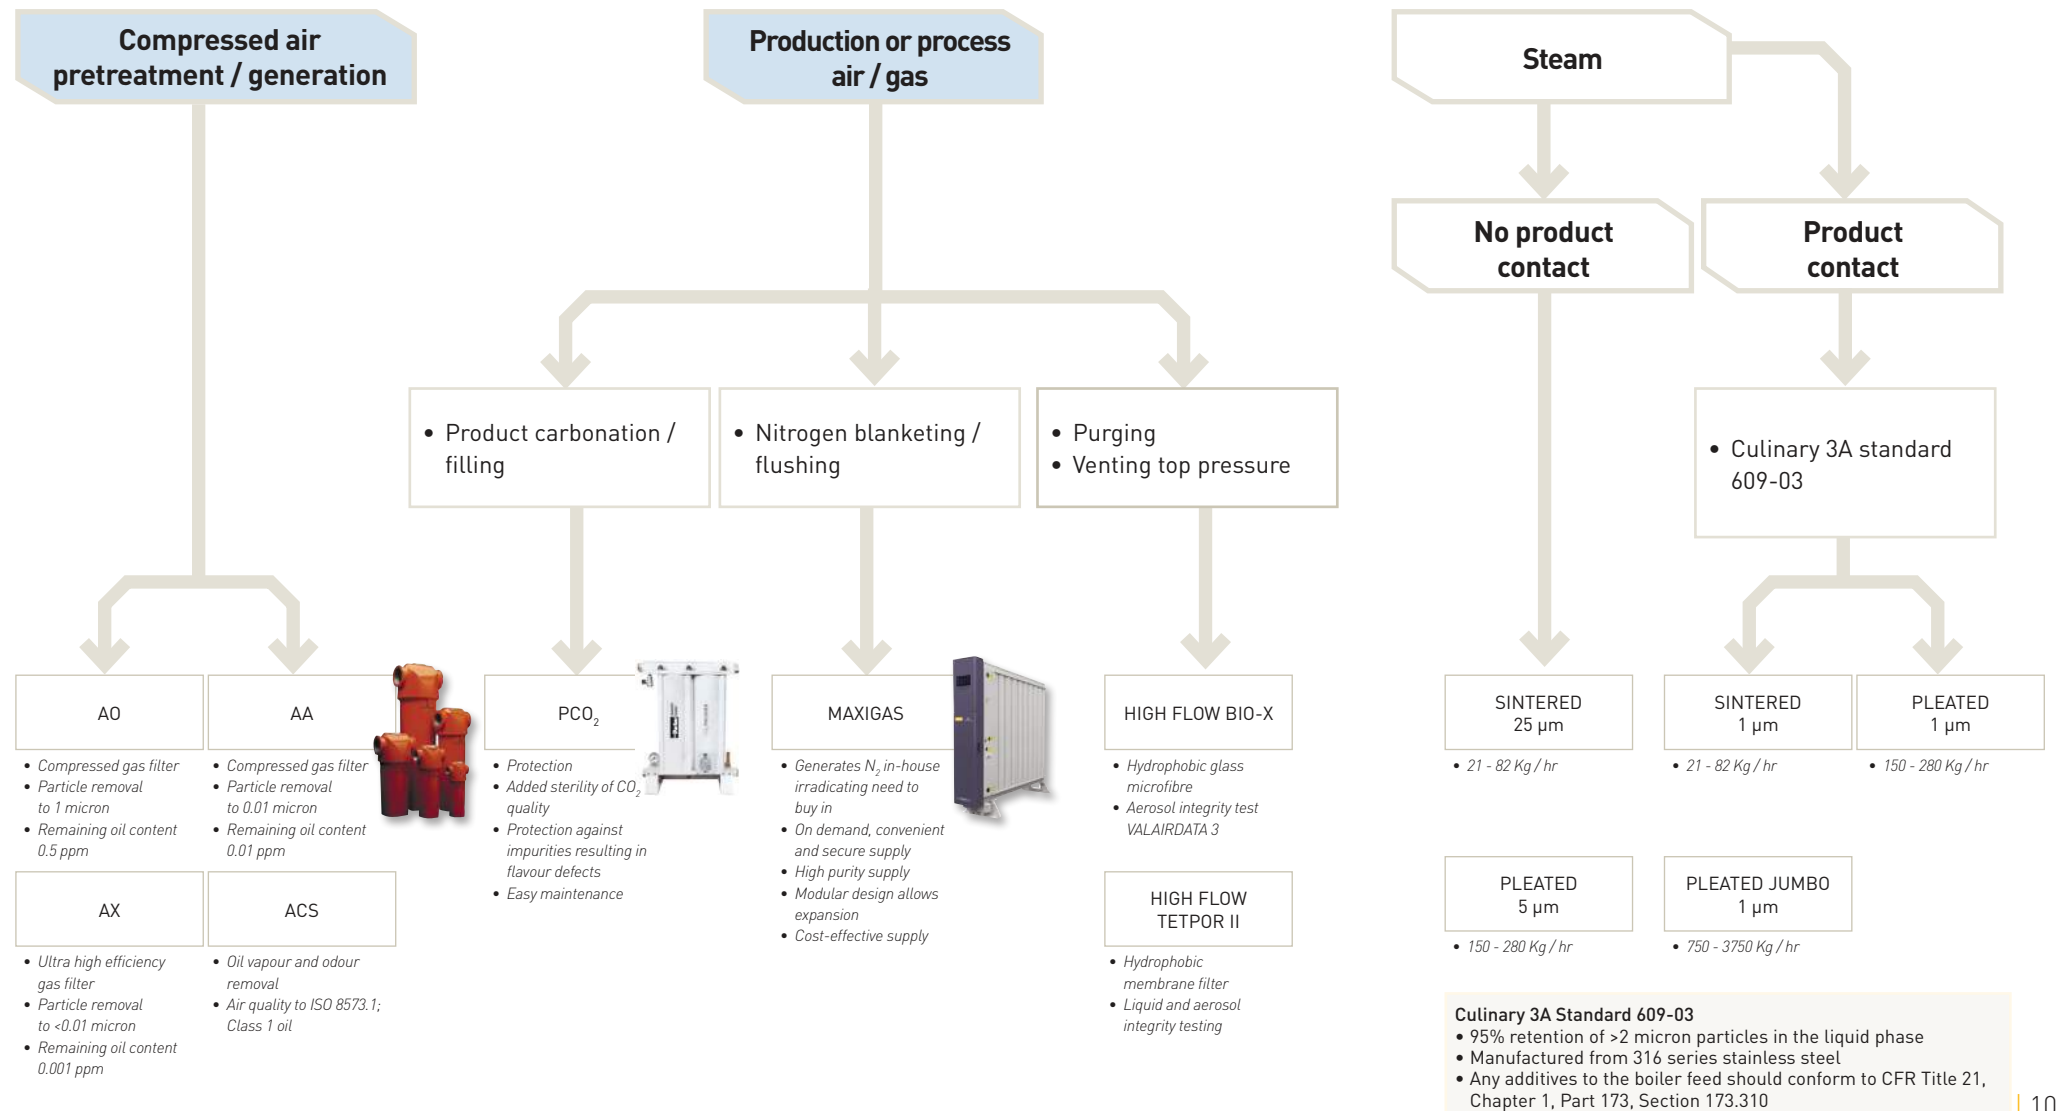 Compressed air
pretreatment / generation
Production or process
air / gas
Steam
No product
contact
Product
contact
• Product carbonation /
filling
• Nitrogen blanketing /
flushing
• Purging
• Venting top pressure
• Culinary 3A standard
609-03
AO
• Compressed gas filter
• Particle removal
to 1 micron
• Remaining oil content
0.5 ppm
AA
• Compressed gas filter
• Particle removal
to 0.01 micron
• Remaining oil content
0.01 ppm
AX
• Ultra high efficiency
gas filter
• Particle removal
to <0.01 micron
• Remaining oil content
0.001 ppm
ACS
• Oil vapour and odour
removal
• Air quality to ISO 8573.1;
Class 1 oil
PCO₂
• Protection
• Added sterility of CO₂
quality
• Protection against
impurities resulting in
flavour defects
• Easy maintenance
MAXIGAS
• Generates N₂ in-house
irradicating need to
buy in
• On demand, convenient
and secure supply
• High purity supply
• Modular design allows
expansion
• Cost-effective supply
HIGH FLOW BIO-X
• Hydrophobic glass
microfibre
• Aerosol integrity test
VALAIRDATA 3
HIGH FLOW
TETPOR II
• Hydrophobic
membrane filter
• Liquid and aerosol
integrity testing
SINTERED
25 µm
• 21 - 82 Kg / hr
SINTERED
1 µm
• 21 - 82 Kg / hr
PLEATED
1 µm
• 150 - 280 Kg / hr
PLEATED
5 µm
• 150 - 280 Kg / hr
PLEATED JUMBO
1 µm
• 750 - 3750 Kg / hr
Culinary 3A Standard 609-03
• 95% retention of >2 micron particles in the liquid phase
• Manufactured from 316 series stainless steel
• Any additives to the boiler feed should conform to CFR Title 21,
Chapter 1, Part 173, Section 173.310
10